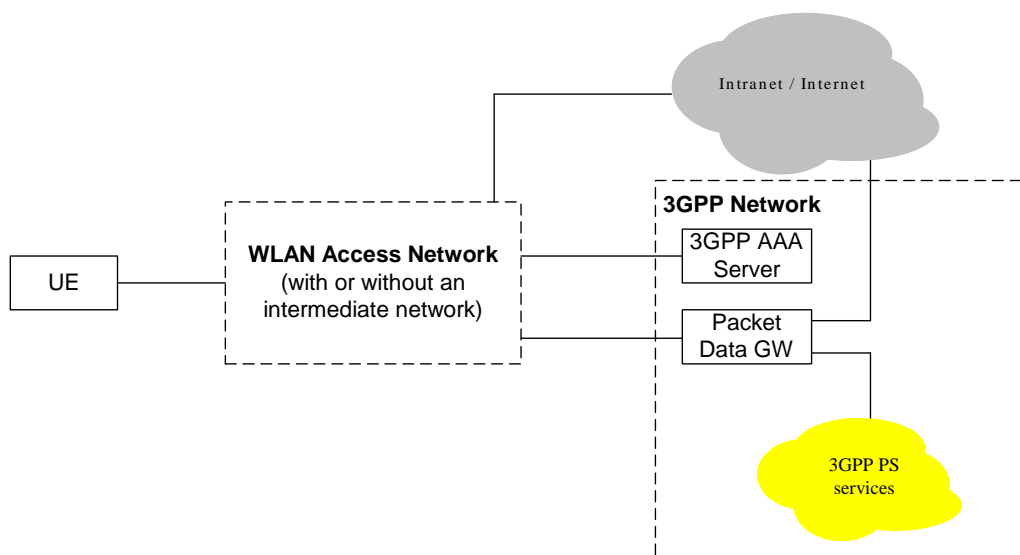 Intranet / Internet
3GPP Network
3GPP AAA
Server
WLAN Access Network
(with or without an
intermediate network)
UE
Packet
Data GW
3GPP PS
services